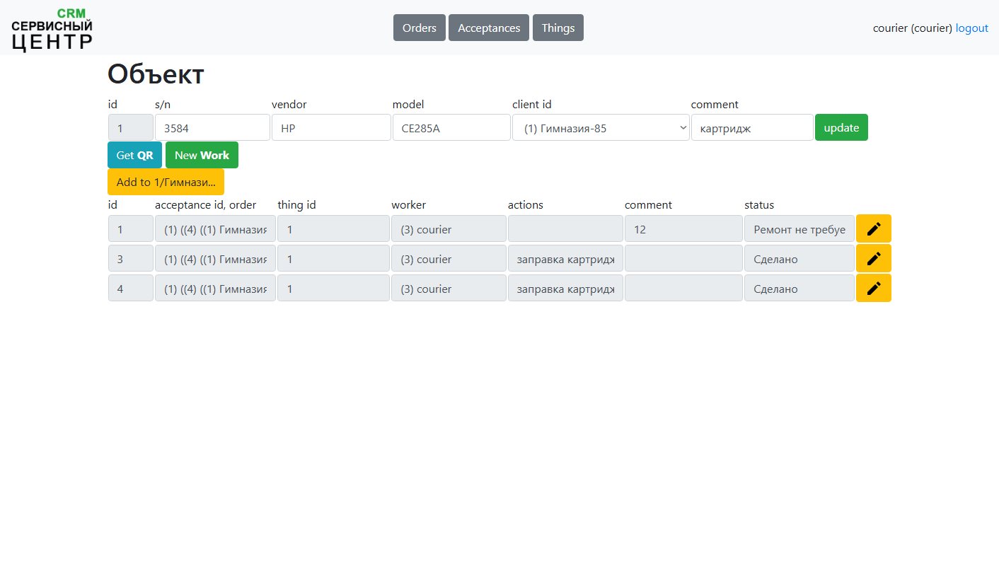 CRM
СЕРВИСНЫЙ
ЦЕНТР
Orders Acceptances Things
courier (courier) logout
Объект
id s/n vendor model client id comment
1 3584 HP CE285A (1) Гимназия-85 картридж update
Get QR New Work
Add to 1/Гимнази...
id acceptance id, order thing id worker actions comment status
1 (1) ((4) ((1) Гимназия 1 (3) courier 12 Ремонт не требуе
3 (1) ((4) ((1) Гимназия 1 (3) courier заправка картридж Сделано
4 (1) ((4) ((1) Гимназия 1 (3) courier заправка картридж Сделано